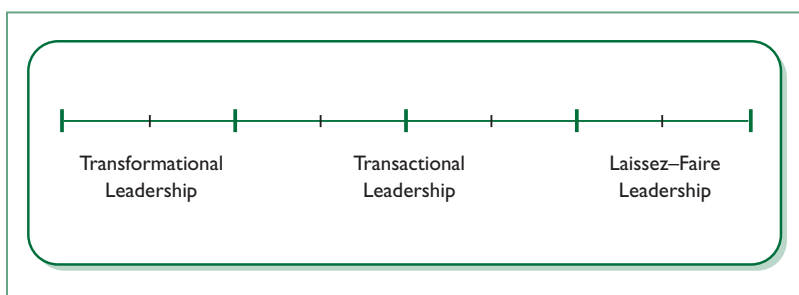 Transformational
Leadership
Transactional
Leadership
Laissez–Faire
Leadership